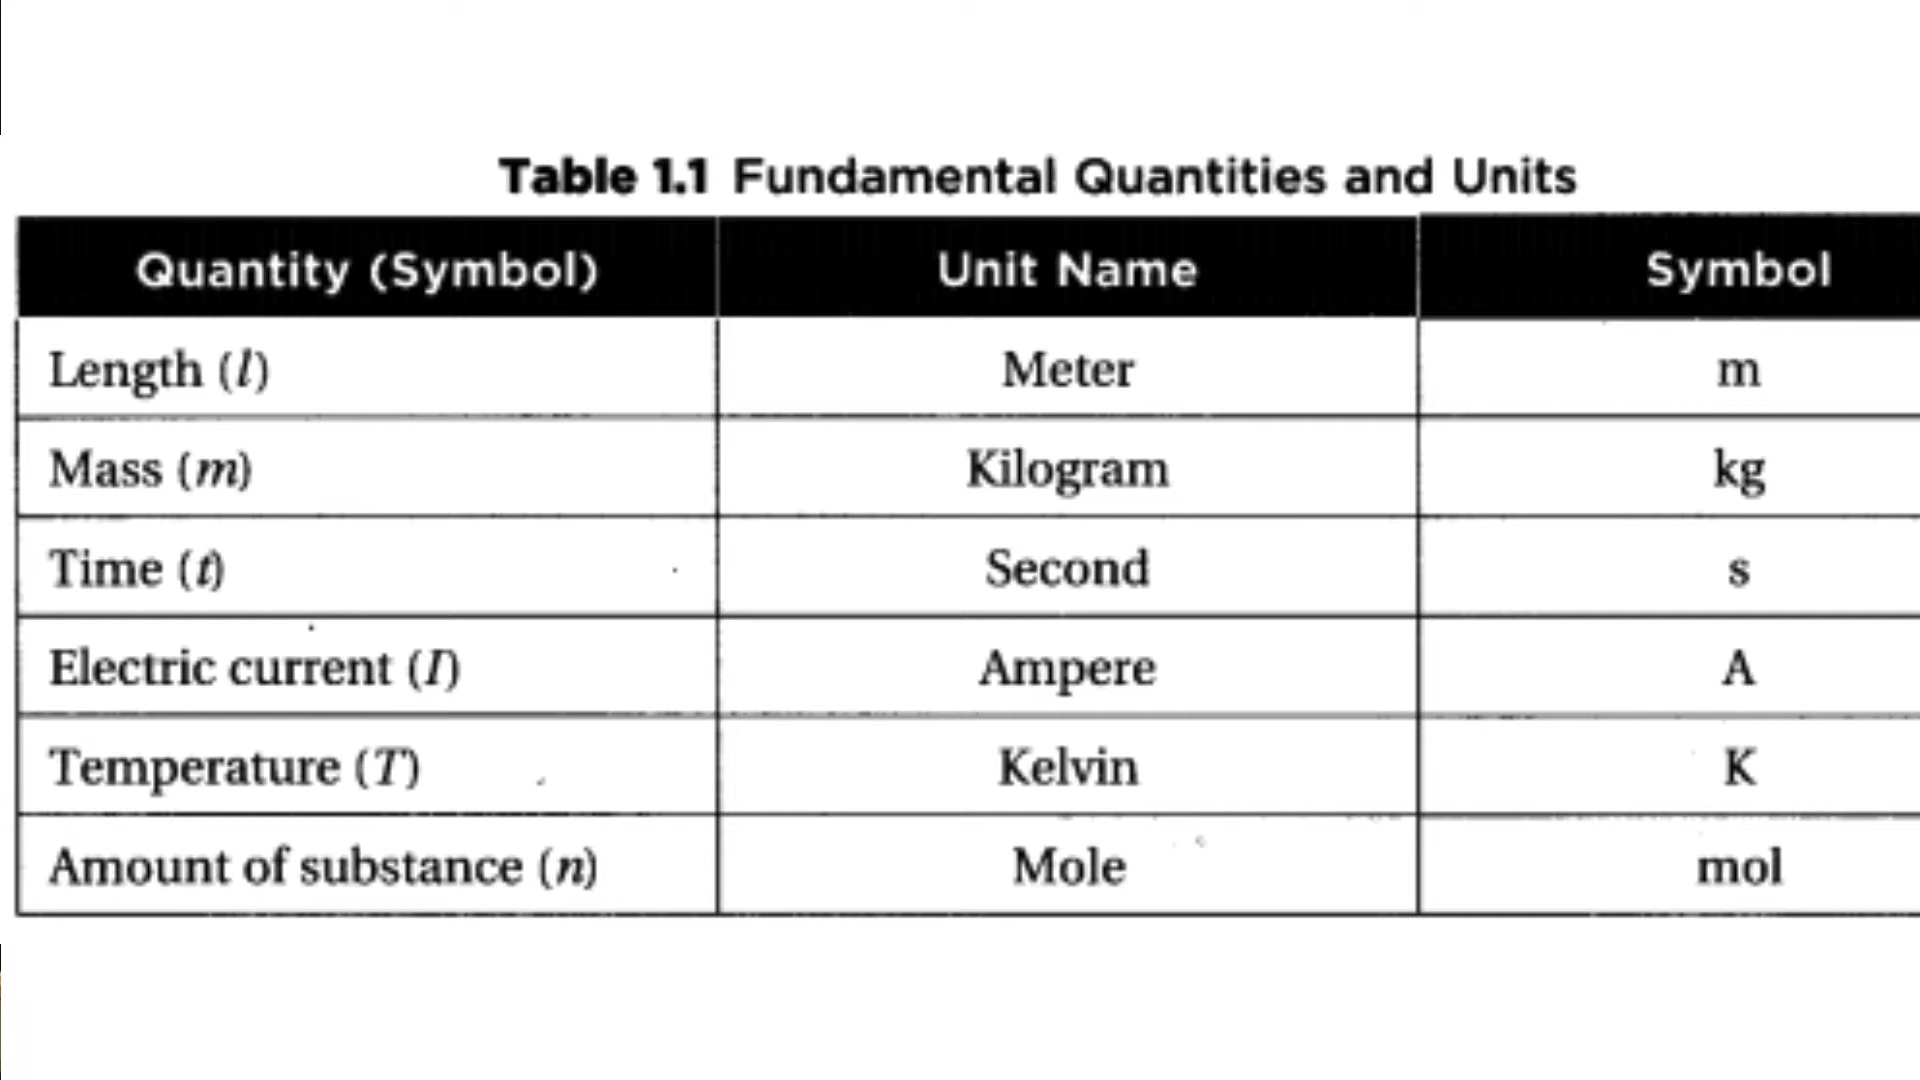 Table 1.1 Fundamental Quantities and Units
Quantity (Symbol) Unit Name Symbol
Length (l) Meter m
Mass (m) Kilogram kg
Time (t) Second s
Electric current (I) Ampere A
Temperature (T) Kelvin K
Amount of substance (n) Mole mol